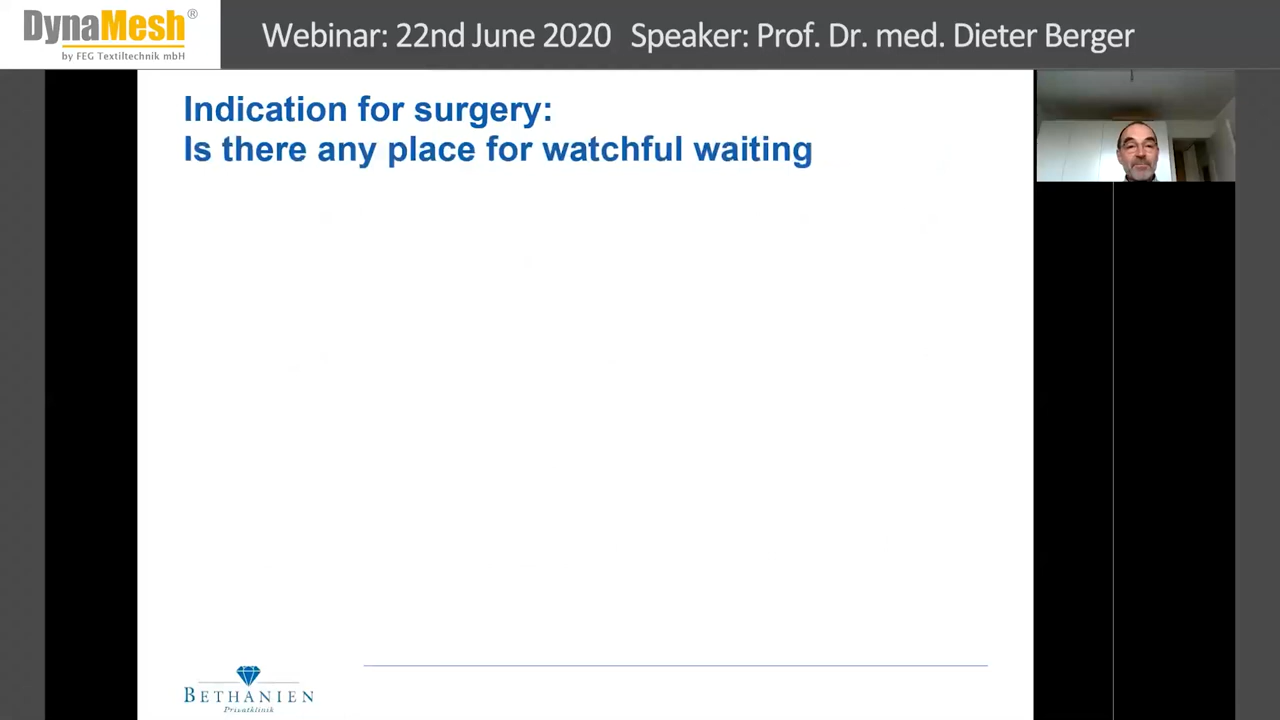 DynaMesh®
by FEG Textiltechnik mbH
Webinar: 22nd June 2020 Speaker: Prof. Dr. med. Dieter Berger
Indication for surgery:
Is there any place for watchful waiting
BETHANIEN
Privatklinik